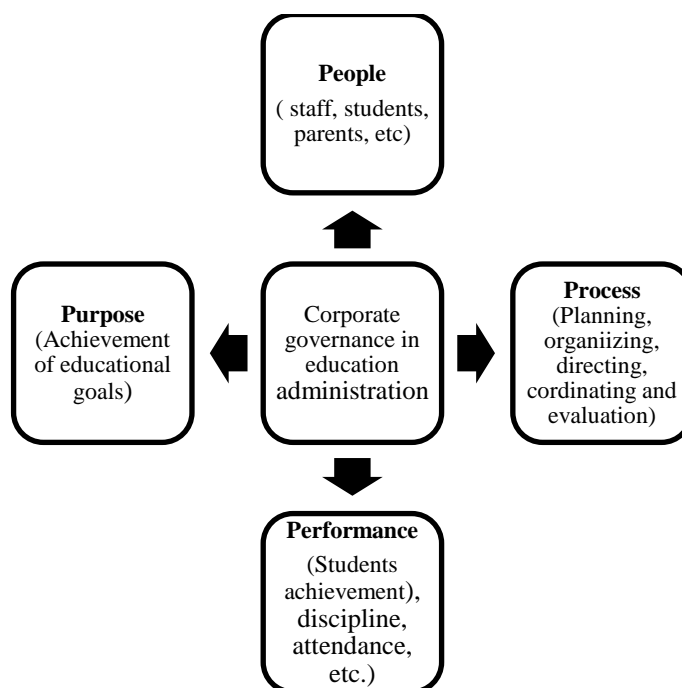 People
( staff, students,
parents, etc)
Purpose
(Achievement
of educational
goals)
Corporate
governance in
education
administration
Process
(Planning,
organiizing,
directing,
cordinating and
evaluation)
Performance
(Students
achievement),
discipline,
attendance,
etc.)